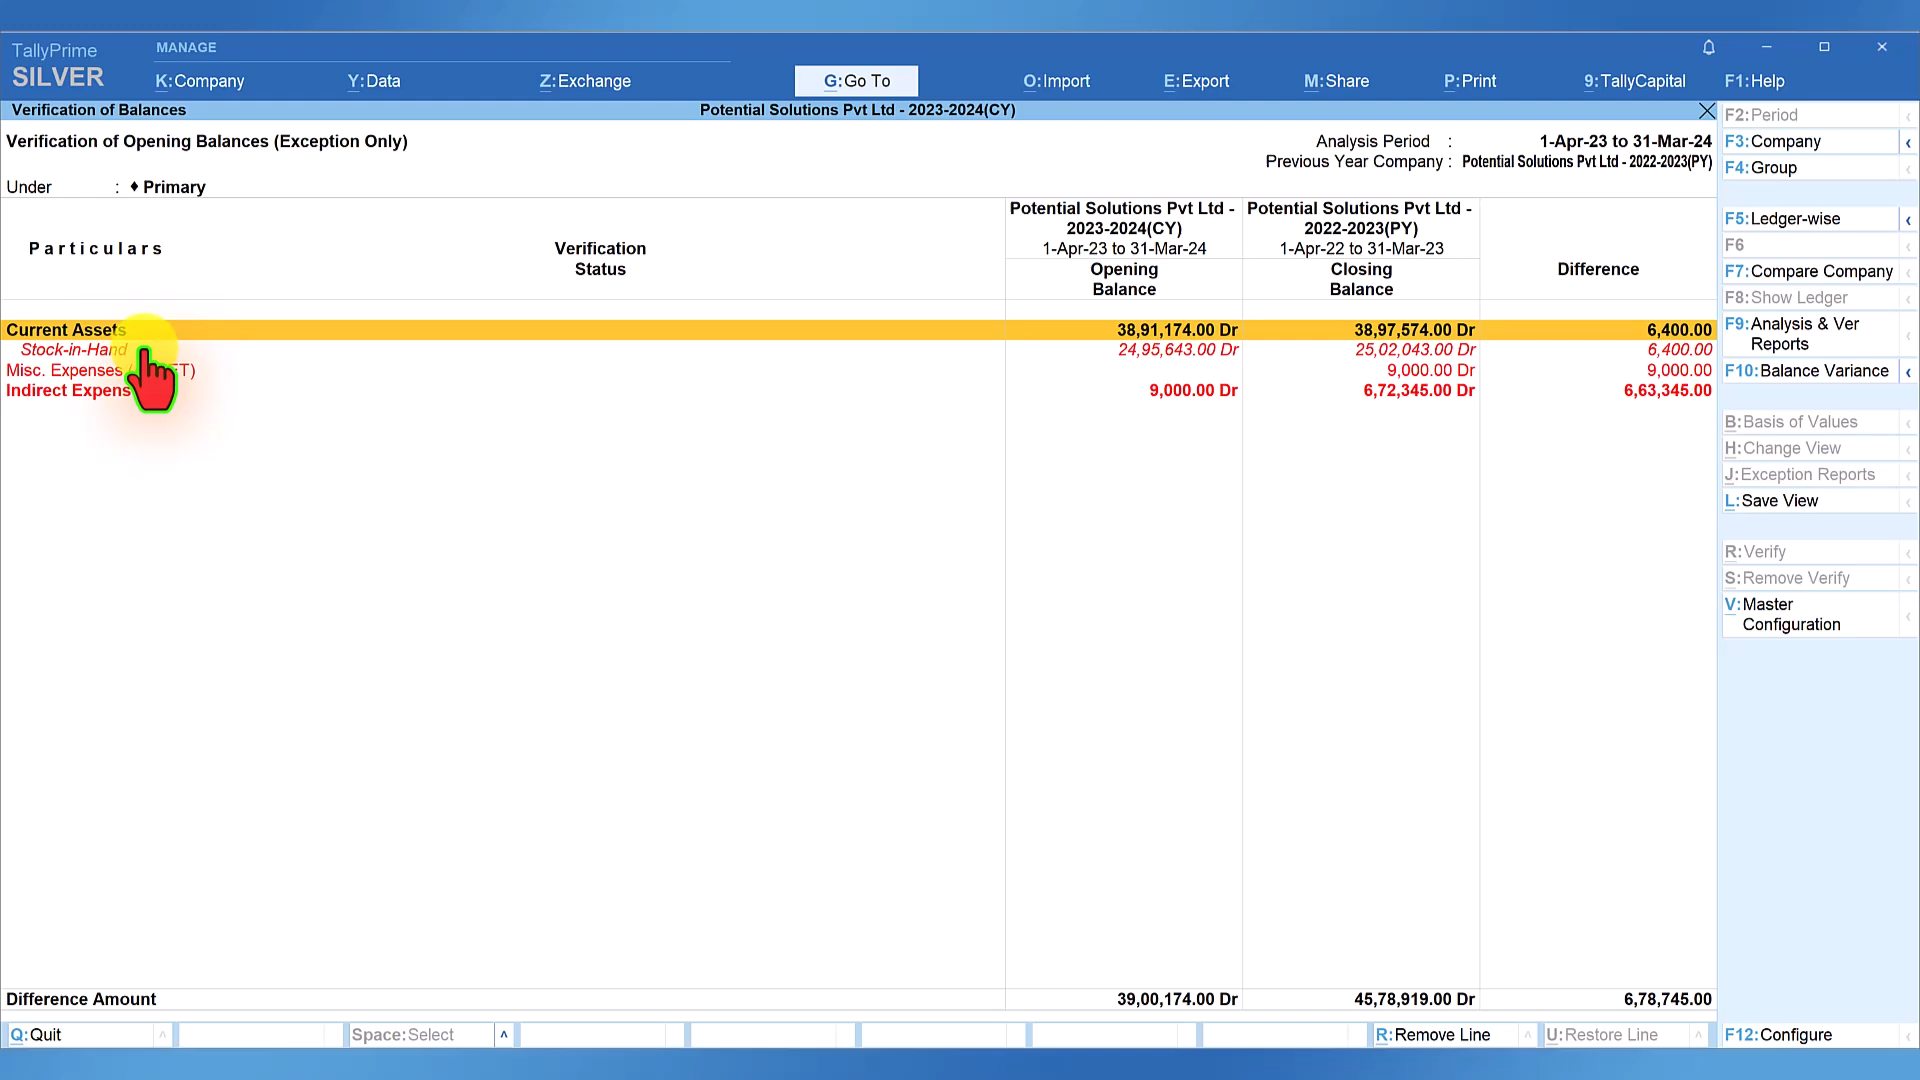 TallyPrime
SILVER
MANAGE
K:Company Y:Data Z:Exchange G:Go To O:Import E:Export M:Share P:Print 9:TallyCapital F1:Help
Verification of Balances Potential Solutions Pvt Ltd - 2023-2024(CY)
Verification of Opening Balances (Exception Only)
Analysis Period : 1-Apr-23 to 31-Mar-24
Previous Year Company : Potential Solutions Pvt Ltd - 2022-2023(PY)
Under : ♦ Primary
Particulars
Verification
Status
Potential Solutions Pvt Ltd -
2023-2024(CY)
1-Apr-23 to 31-Mar-24
Opening
Balance
Potential Solutions Pvt Ltd -
2022-2023(PY)
1-Apr-22 to 31-Mar-23
Closing
Balance
Difference
Current Assets 38,91,174.00 Dr 38,97,574.00 Dr 6,400.00
Stock-in-Hand 24,95,643.00 Dr 25,02,043.00 Dr 6,400.00
Misc. Expenses 9,000.00 Dr 9,000.00
Indirect 9,000.00 Dr 6,72,345.00 Dr 6,63,345.00
Difference Amount 39,00,174.00 Dr 45,78,919.00 Dr 6,78,745.00
F2:Period
F3:Company
F4:Group
F5:Ledger-wise
F6
F7:Compare Company
F8:Show Ledger
F9:Analysis & Ver
Reports
F10:Balance Variance
B:Basis of Values
H:Change View
J:Exception Reports
L:Save View
R:Verify
S:Remove Verify
V:Master
Configuration
Q:Quit Space:Select R:Remove Line U:Restore Line F12:Configure